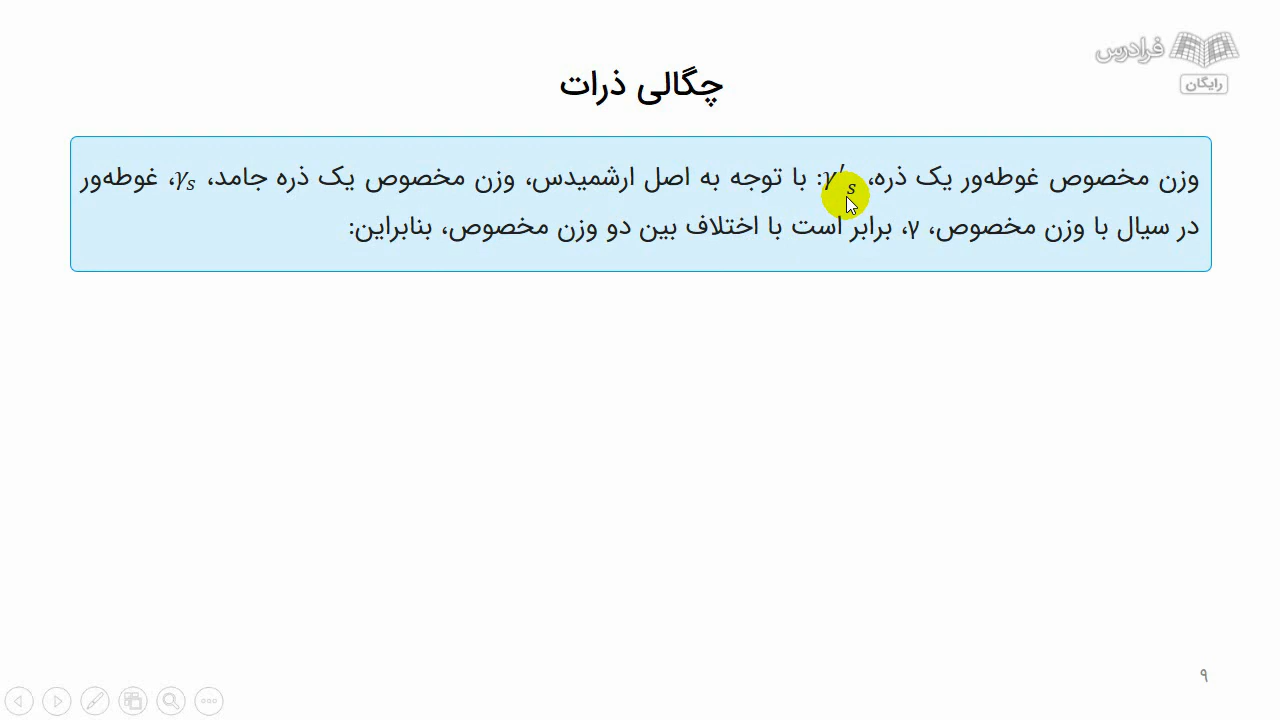 فرادرس
رایگان
چگالی ذرات
وزن مخصوص غوطه‌ور یک ذره، γ′s: با توجه به اصل ارشمیدس، وزن مخصوص یک ذره جامد، γs، غوطه‌ور
در سیال با وزن مخصوص، γ، برابر است با اختلاف بین دو وزن مخصوص، بنابراین:
۹